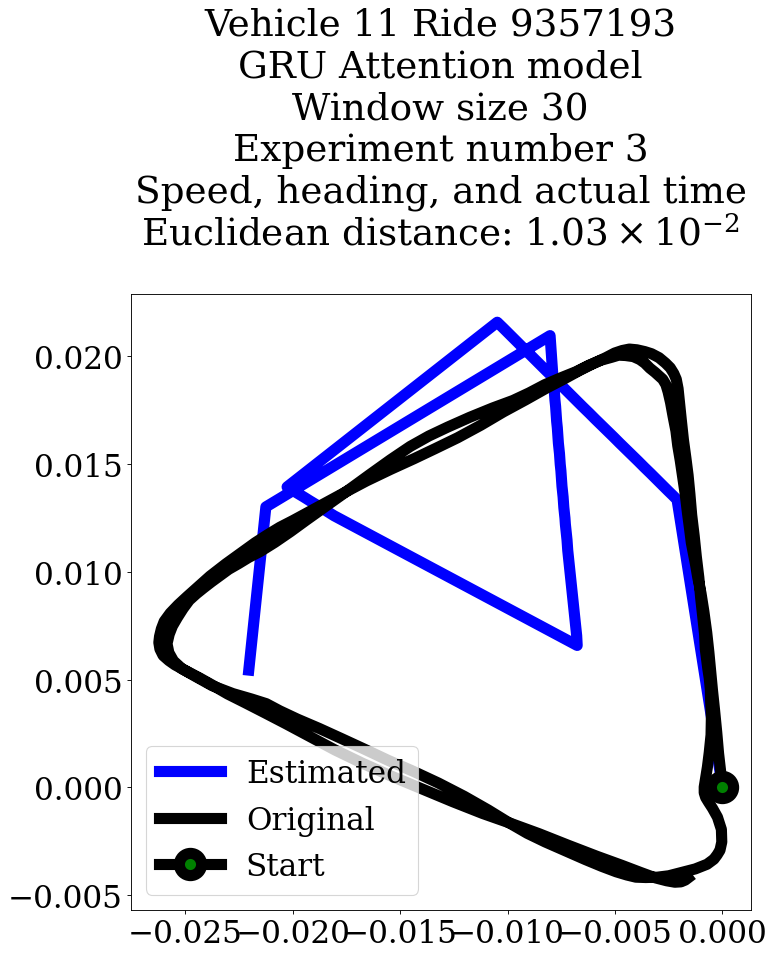 Vehicle 11 Ride 9357193
GRU Attention model
Window size 30
Experiment number 3
Speed, heading, and actual time
Euclidean distance: 1.03 × 10⁻²
0.020
0.015
0.010
0.005
0.000
−0.005
Estimated
Original
Start
−0.025 −0.020 −0.015 −0.010 −0.005 0.000